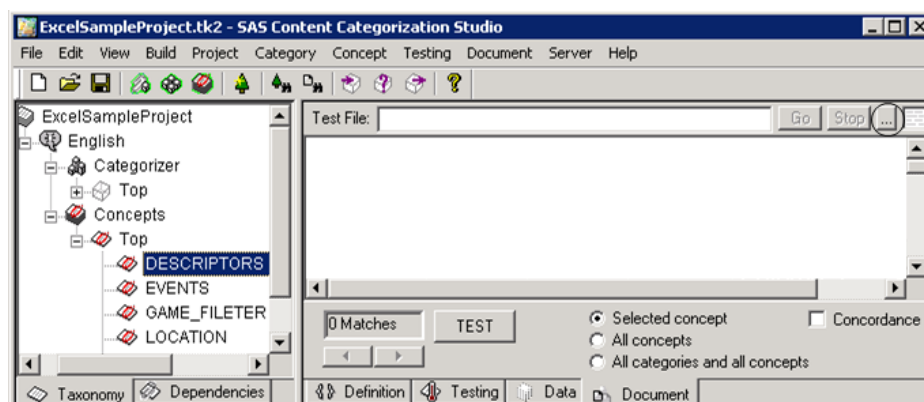 ExcelSampleProject.tk2 - SAS Content Categorization Studio
File Edit View Build Project Category Concept Testing Document Server Help
ExcelSampleProject
English
Categorizer
Top
Concepts
Top
DESCRIPTORS
EVENTS
GAME_FILETER
LOCATION
Taxonomy Dependencies
Test File: Go Stop ...
0 Matches TEST
Selected concept
All concepts
All categories and all concepts
Concordance
Definition Testing Data Document